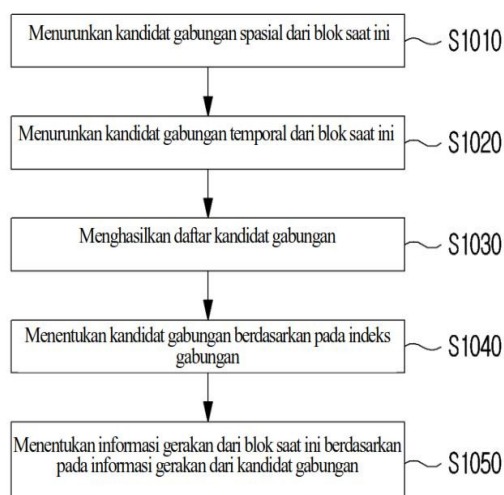 Menurunkan kandidat gabungan spasial dari blok saat ini
S1010
Menurunkan kandidat gabungan temporal dari blok saat ini
S1020
Menghasilkan daftar kandidat gabungan
S1030
Menentukan kandidat gabungan berdasarkan pada indeks
gabungan
S1040
Menentukan informasi gerakan dari blok saat ini berdasarkan
pada informasi gerakan dari kandidat gabungan
S1050